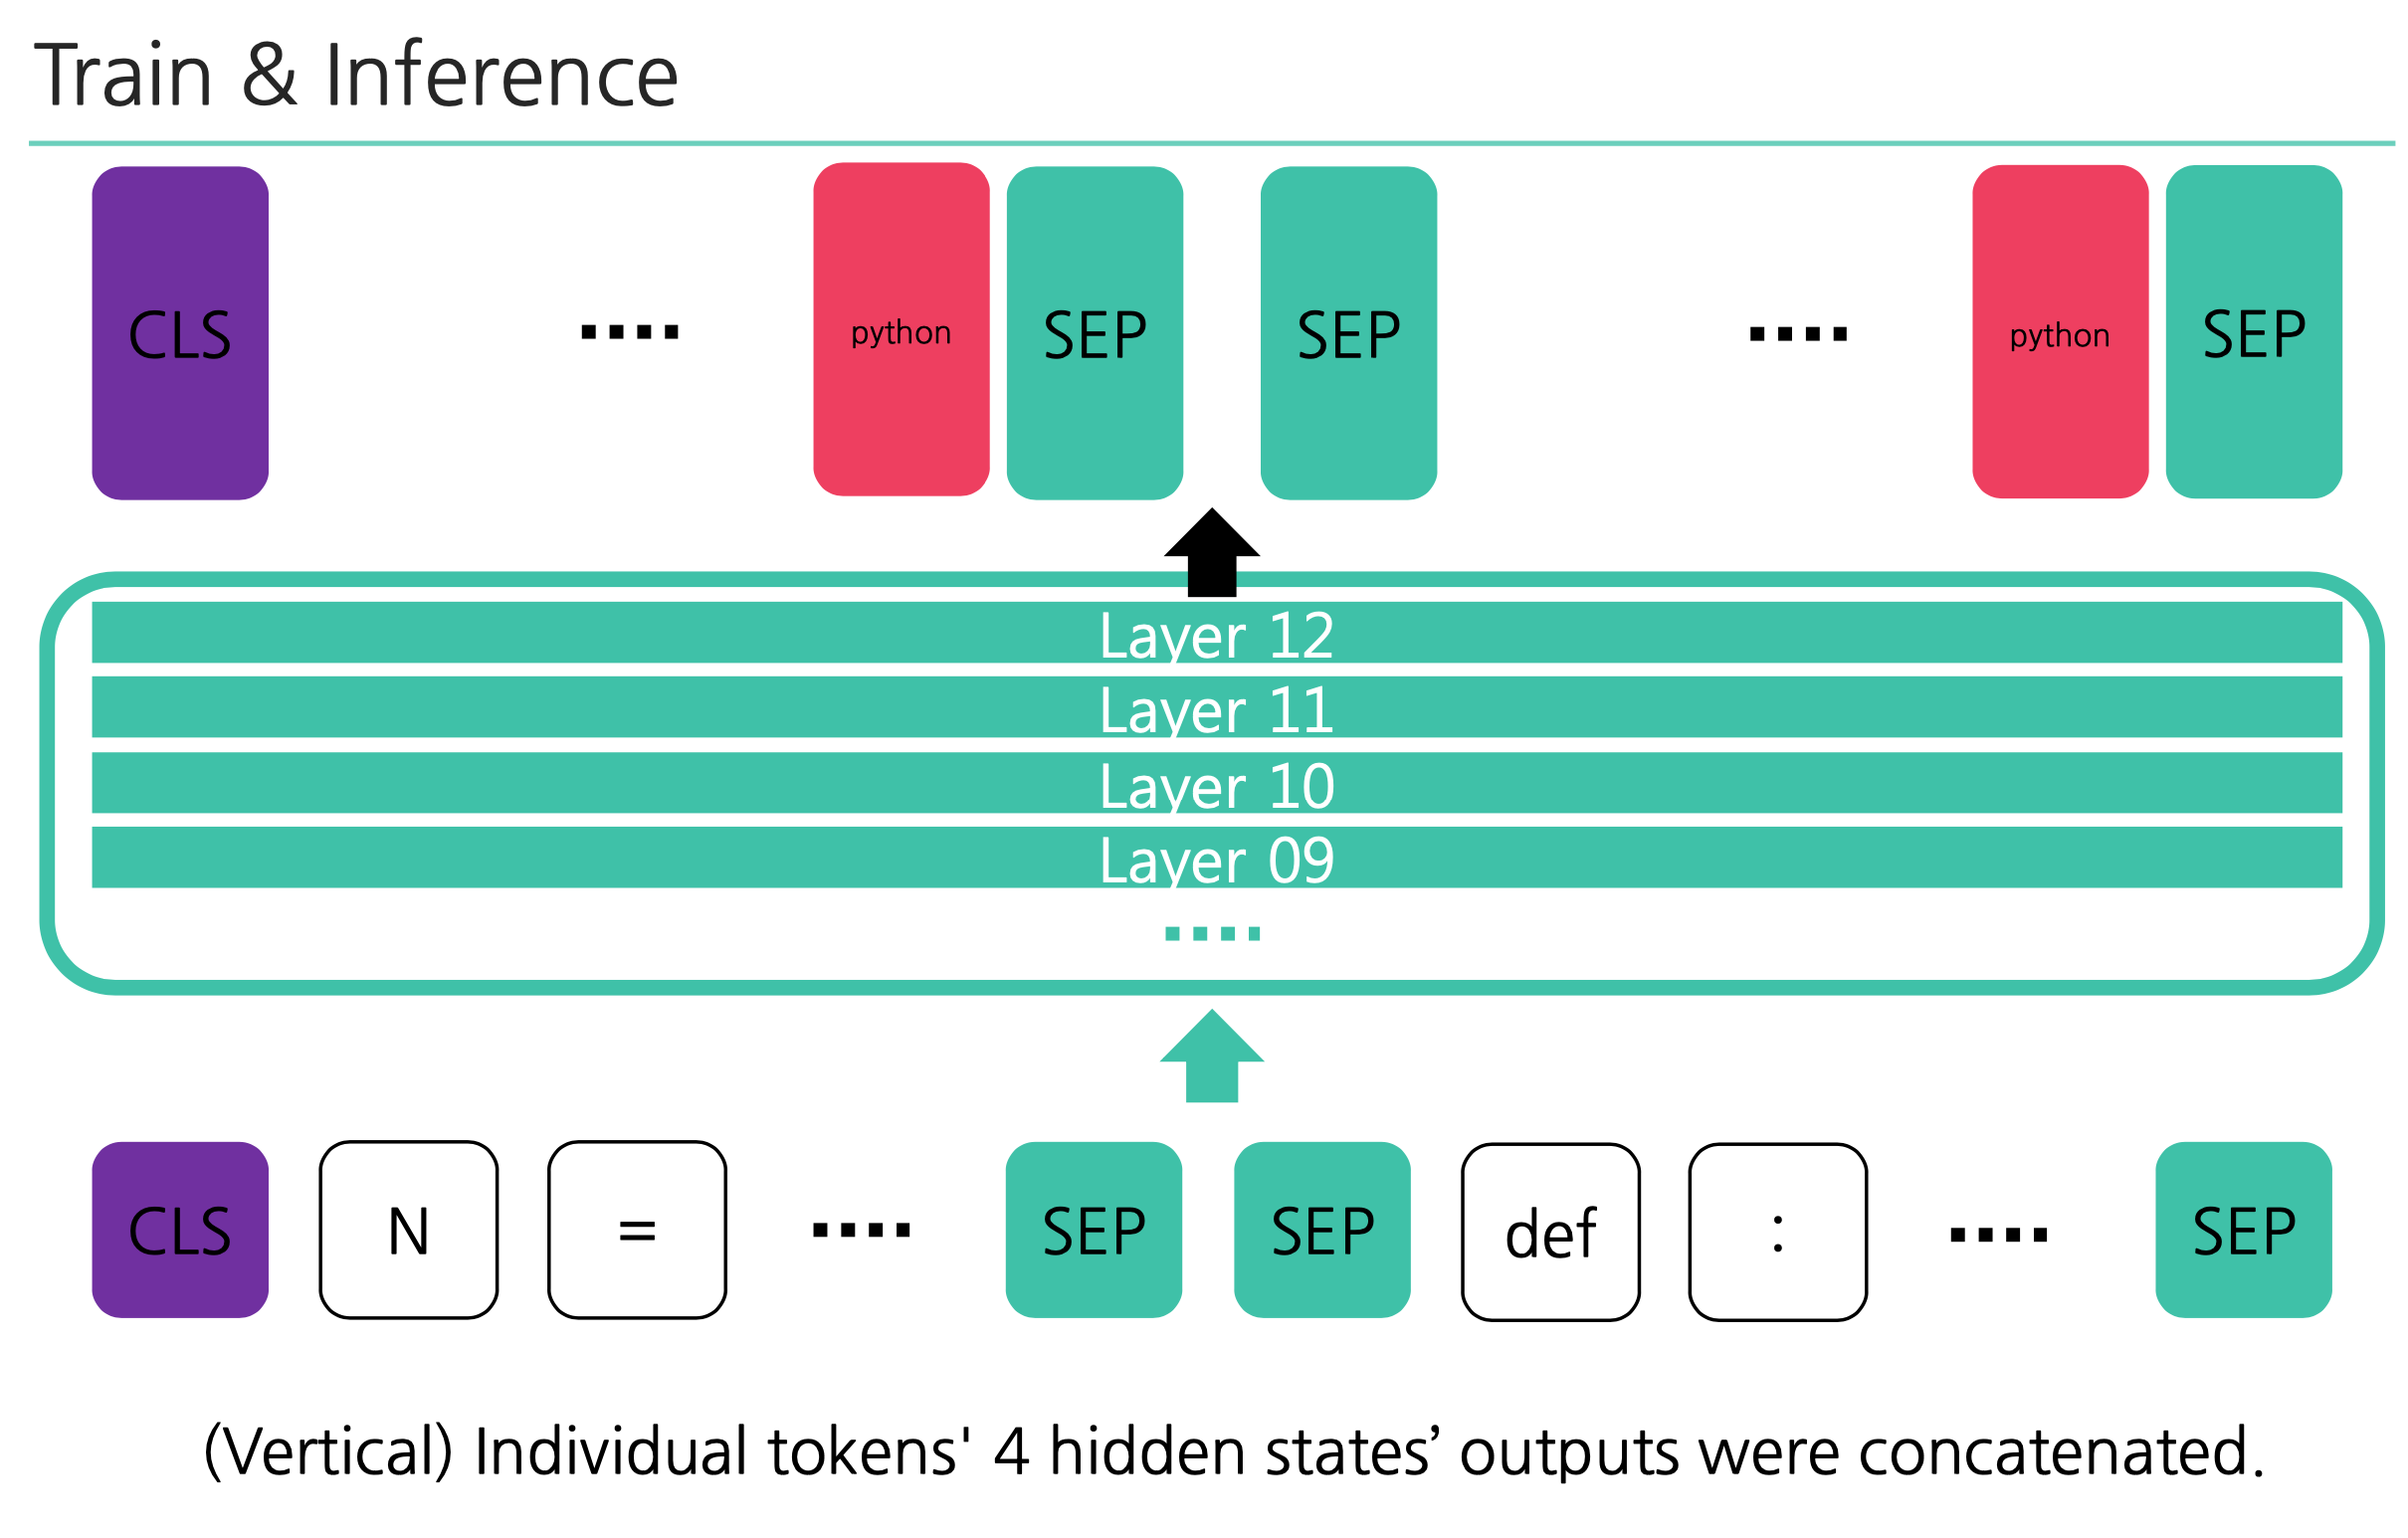 Train & Inference
CLS ···· python SEP SEP ···· python SEP
Layer 12
Layer 11
Layer 10
Layer 09
····
CLS N = ···· SEP SEP def : ···· SEP
(Vertical) Individual tokens' 4 hidden states’ outputs were concatenated.